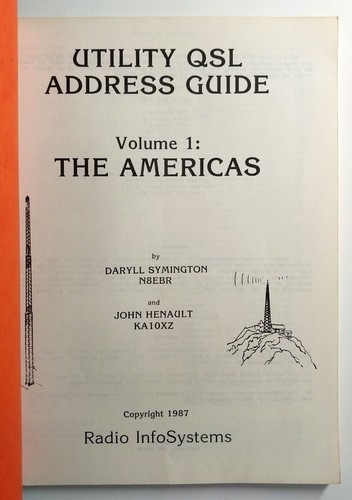 UTILITY QSL
ADDRESS GUIDE
Volume 1:
THE AMERICAS
by
DARYLL SYMINGTON
N8EBR
and
JOHN HENAULT
KA1OXZ
Copyright 1987
Radio InfoSystems